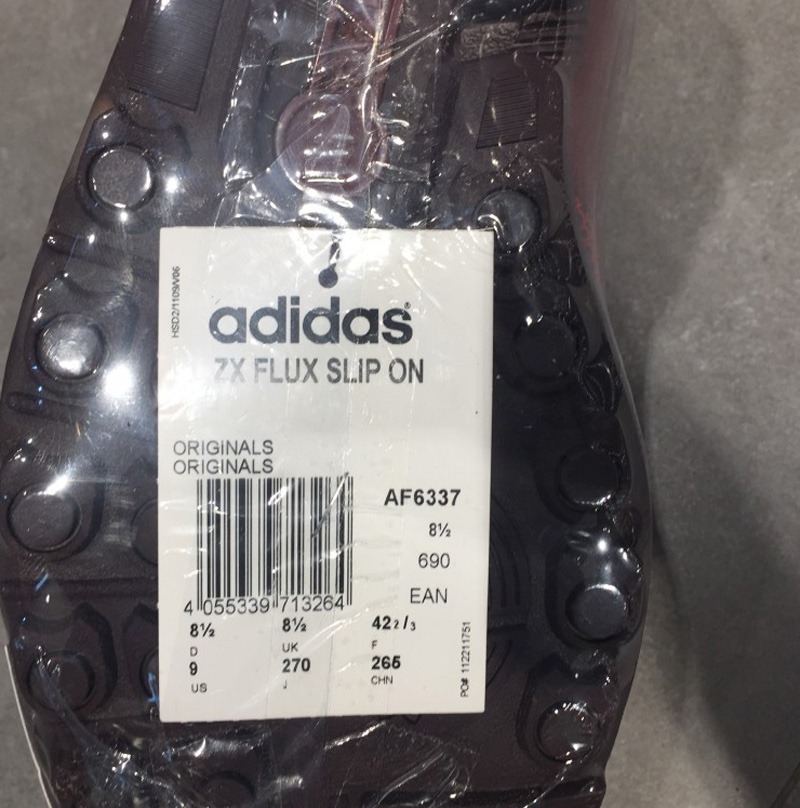 HSD2/1109/V06
adidas®
ZX FLUX SLIP ON
ORIGINALS
ORIGINALS
AF6337
8½
690
EAN
4 055339 713264
8½ 8½ 42 2/3
D UK F
9 270 265
US J CHN
PO# 112211751